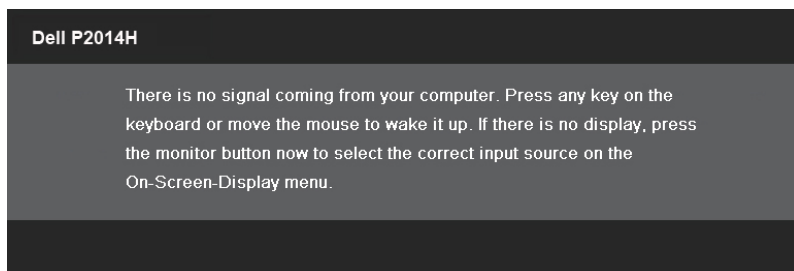 Dell P2014H
There is no signal coming from your computer. Press any key on the
keyboard or move the mouse to wake it up. If there is no display, press
the monitor button now to select the correct input source on the
On-Screen-Display menu.